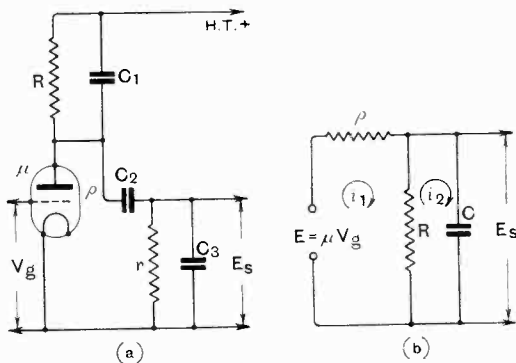 H.T.+
R
C1
μ
ρ
C2
Vg
r
C3
Es
(a)
ρ
i1
i2
E = μVg
R
C
Es
(b)